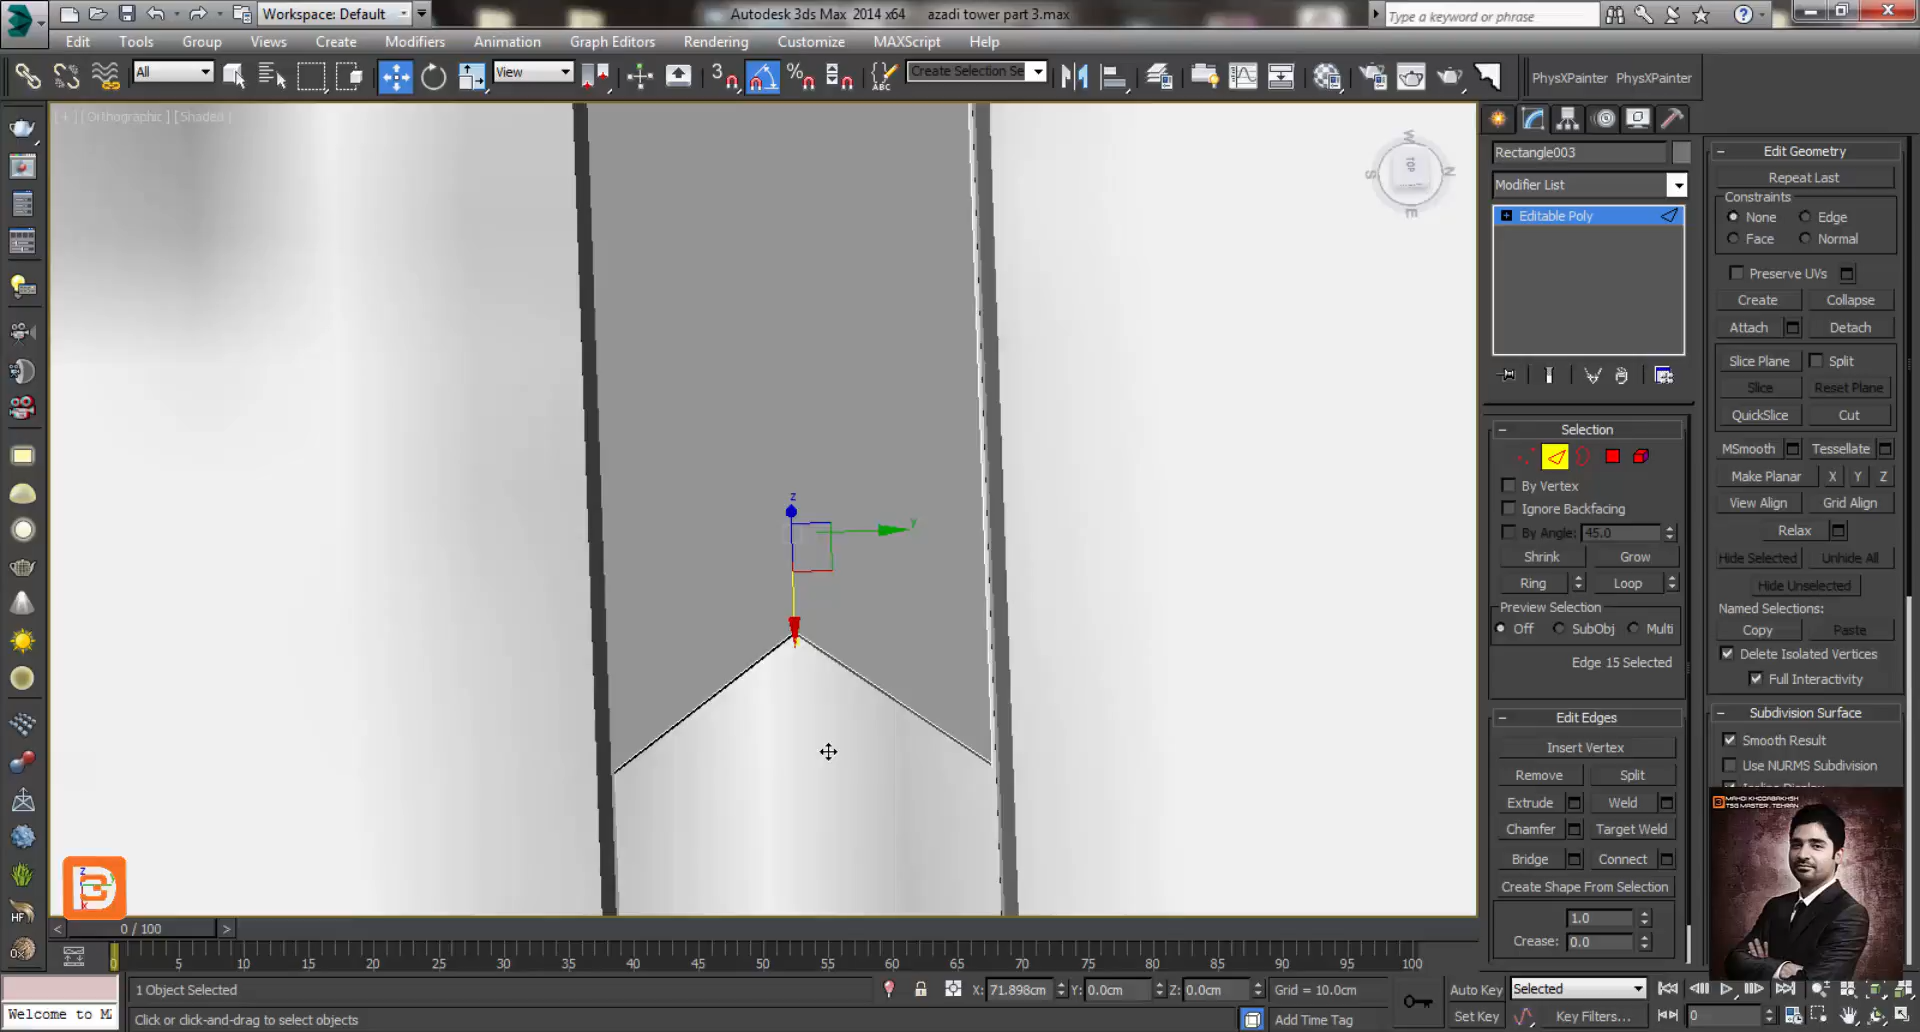 Workspace: Default
Autodesk 3ds Max 2014 x64 azadi tower part 3.max
Type a keyword or phrase
Edit Tools Group Views Create Modifiers Animation Graph Editors Rendering Customize MAXScript Help
All View Create Selection Se PhysXPainter PhysXPainter
[+] [Orthographic] [Shaded]
TOP
W N S E
Rectangle003
Modifier List
Editable Poly
Selection
By Vertex
Ignore Backfacing
By Angle: 45.0
Shrink Grow
Ring Loop
Preview Selection
Off SubObj Multi
Edge 15 Selected
Edit Edges
Insert Vertex
Remove Split
Extrude Weld
Chamfer Target Weld
Bridge Connect
Create Shape From Selection
1.0
Crease: 0.0
Edit Geometry
Repeat Last
Constraints
None Edge
Face Normal
Preserve UVs
Create Collapse
Attach Detach
Slice Plane Split
Slice Reset Plane
QuickSlice Cut
MSmooth Tessellate
Make Planar X Y Z
View Align Grid Align
Relax
Hide Selected Unhide All
Hide Unselected
Named Selections:
Copy Paste
Delete Isolated Vertices
Full Interactivity
Subdivision Surface
Smooth Result
Use NURMS Subdivision
MAHDI KHODABAKHSH
TSG MASTER . TEHRAN
z
y
HF
0 / 100
0 5 10 15 20 25 30 35 40 45 50 55 60 65 70 75 80 85 90 95 100
1 Object Selected
X: 71.898cm Y: 0.0cm Z: 0.0cm Grid = 10.0cm
Auto Key Selected
Welcome to M
Click or click-and-drag to select objects
Add Time Tag
Set Key Key Filters... 0